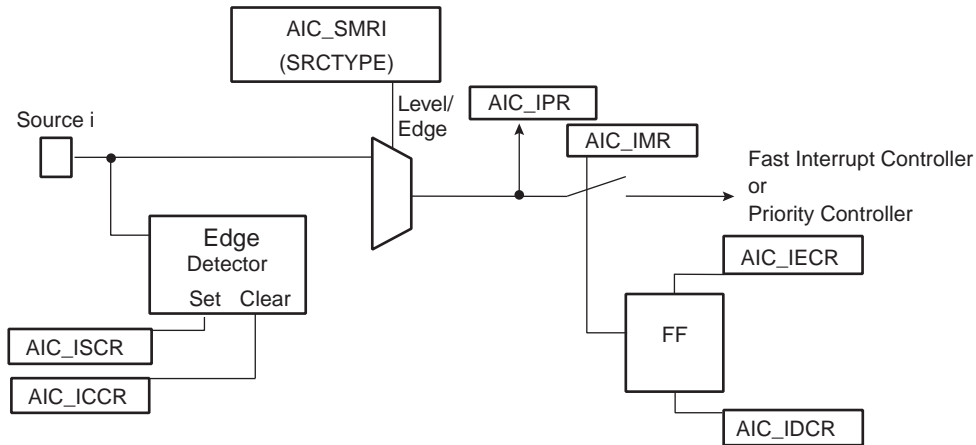 AIC_SMRI
(SRCTYPE)
Level/
Edge
AIC_IPR
Source i
AIC_IMR
Fast Interrupt Controller
or
Priority Controller
Edge
Detector
Set Clear
AIC_IECR
FF
AIC_ISCR
AIC_ICCR
AIC_IDCR